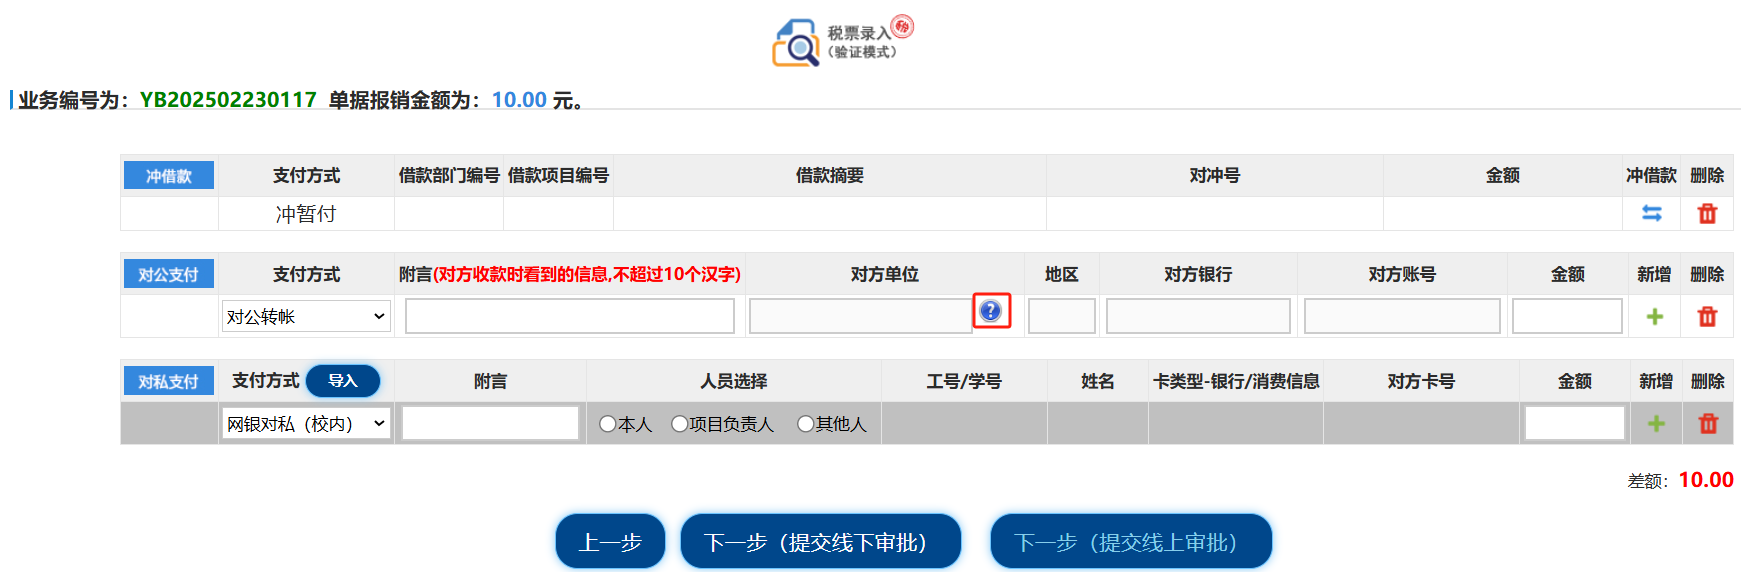 税票录入 税
（验证模式）
业务编号为：YB202502230117 单据报销金额为：10.00 元。
冲借款 支付方式 借款部门编号 借款项目编号 借款摘要 对冲号 金额 冲借款 删除
冲暂付
对公支付 支付方式 附言(对方收款时看到的信息,不超过10个汉字) 对方单位 地区 对方银行 对方账号 金额 新增 删除
对公转帐 ?
对私支付 支付方式 导入 附言 人员选择 工号/学号 姓名 卡类型-银行/消费信息 对方卡号 金额 新增 删除
网银对私（校内） 本人 项目负责人 其他人
差额：10.00
上一步 下一步（提交线下审批） 下一步（提交线上审批）